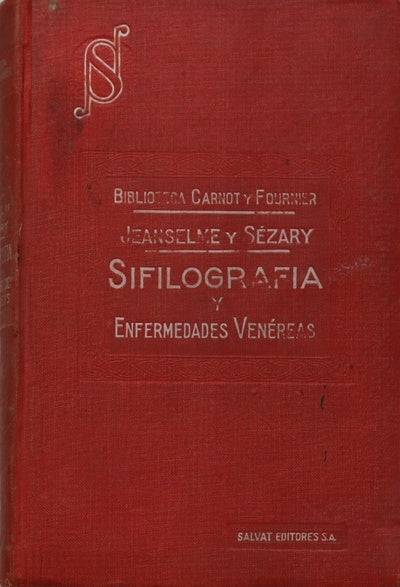 BIBLIOTECA CARNOT Y FOURNIER
JEANSELME Y SÉZARY
SIFILOGRAFIA
Y
ENFERMEDADES VENÉREAS
SALVAT EDITORES S.A.